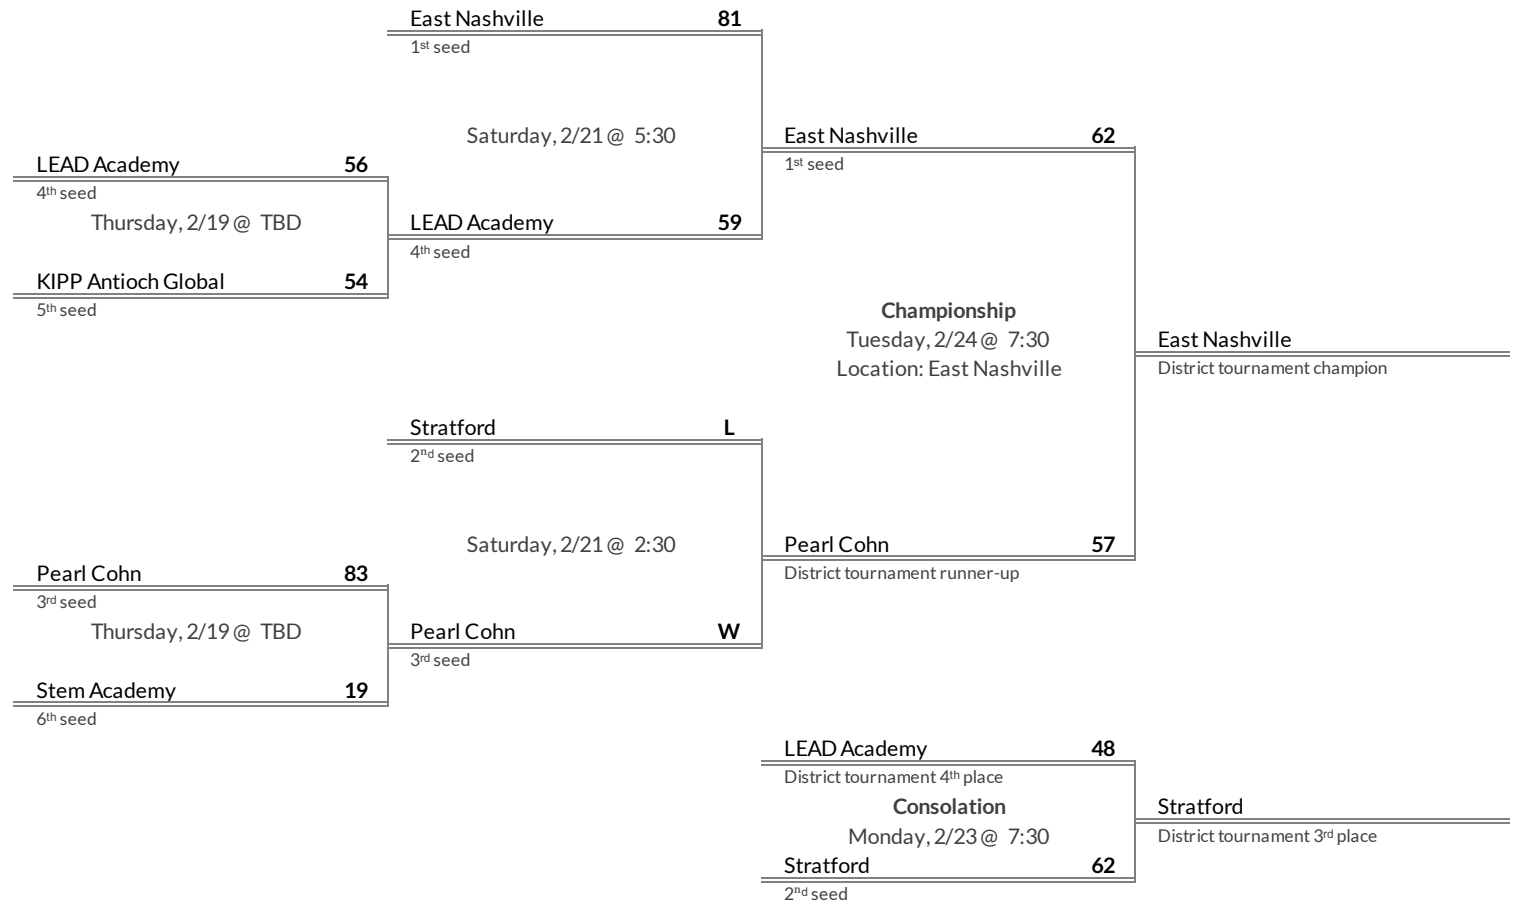 East Nashville 81
1st seed
Saturday, 2/21 @ 5:30
LEAD Academy 56
4th seed
Thursday, 2/19 @ TBD
KIPP Antioch Global 54
5th seed
LEAD Academy 59
4th seed
East Nashville 62
1st seed
Championship
Tuesday, 2/24 @ 7:30
Location: East Nashville
East Nashville
District tournament champion
Stratford L
2nd seed
Saturday, 2/21 @ 2:30
Pearl Cohn 83
3rd seed
Thursday, 2/19 @ TBD
Stem Academy 19
6th seed
Pearl Cohn W
3rd seed
Pearl Cohn 57
District tournament runner-up
LEAD Academy 48
District tournament 4th place
Consolation
Monday, 2/23 @ 7:30
Stratford 62
2nd seed
Stratford
District tournament 3rd place